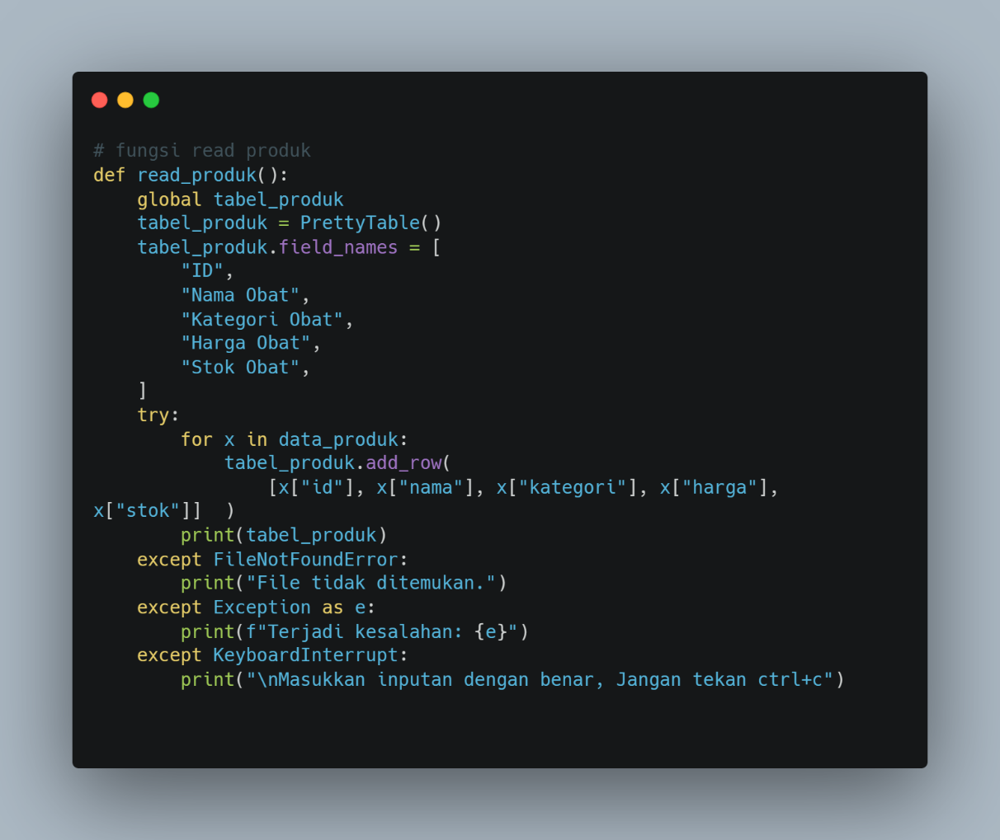 # fungsi read produk
def read_produk():
    global tabel_produk
    tabel_produk = PrettyTable()
    tabel_produk.field_names = [
        "ID",
        "Nama Obat",
        "Kategori Obat",
        "Harga Obat",
        "Stok Obat",
    ]
    try:
        for x in data_produk:
            tabel_produk.add_row(
                [x["id"], x["nama"], x["kategori"], x["harga"],
x["stok"]]  )
        print(tabel_produk)
    except FileNotFoundError:
        print("File tidak ditemukan.")
    except Exception as e:
        print(f"Terjadi kesalahan: {e}")
    except KeyboardInterrupt:
        print("\nMasukkan inputan dengan benar, Jangan tekan ctrl+c")